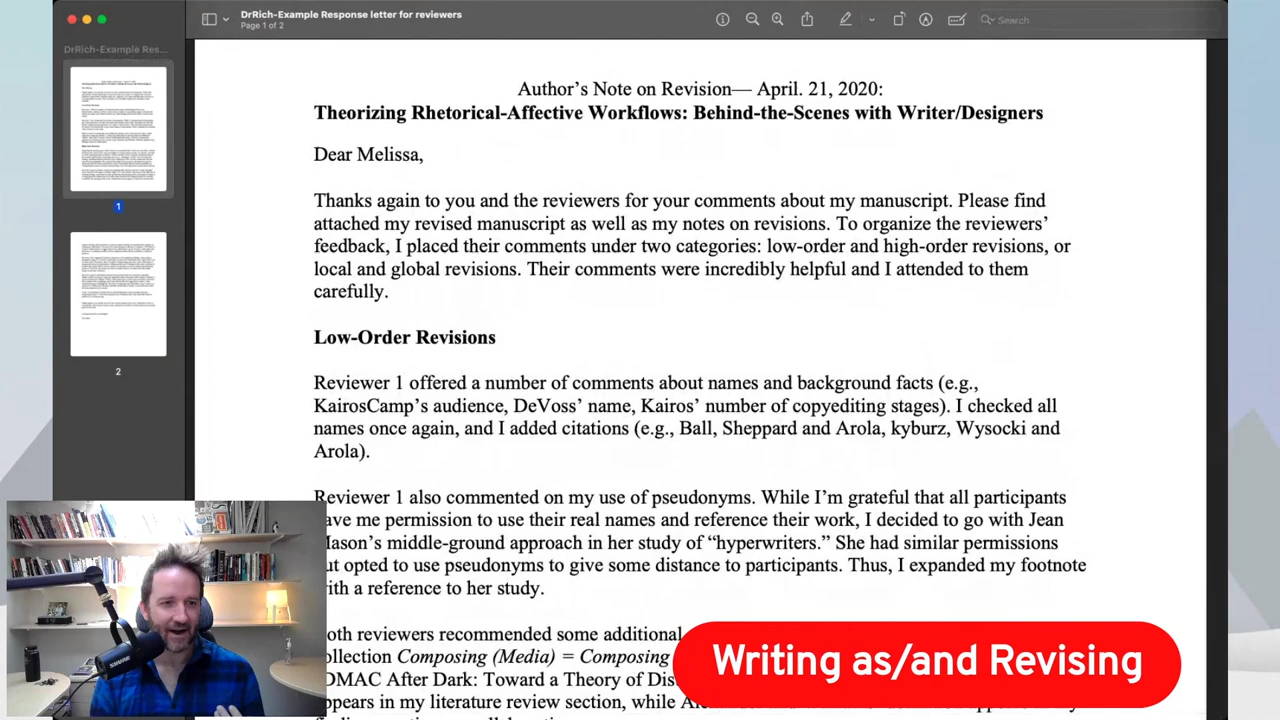 DrRich-Example Response letter for reviewers
Page 1 of 2
Search
DrRich-Example Res...
1
2
Author's Note on Revision— April. 21, 2020:
Theorizing Rhetorical-Affective Workflows: Behind-the-Scenes with Writer/Designers
Dear Melissa,
Thanks again to you and the reviewers for your comments about my manuscript. Please find
attached my revised manuscript as well as my notes on revisions. To organize the reviewers'
feedback, I placed their comments under two categories: low-order and high-order revisions, or
local and global revisions. Their comments were incredibly helpful and I attended to them
carefully.
Low-Order Revisions
Reviewer 1 offered a number of comments about names and background facts (e.g.,
KairosCamp's audience, DeVoss' name, Kairos' number of copyediting stages). I checked all
names once again, and I added citations (e.g., Ball, Sheppard and Arola, kyburz, Wysocki and
Arola).
Reviewer 1 also commented on my use of pseudonyms. While I'm grateful that all participants
ave me permission to use their real names and reference their work, I decided to go with Jean
Mason's middle-ground approach in her study of "hyperwriters." She had similar permissions
ut opted to use pseudonyms to give some distance to participants. Thus, I expanded my footnote
ith a reference to her study.
oth reviewers recommended some additional
ollection Composing (Media) = Composing
DMAC After Dark: Toward a Theory of Dis
appears in my literature review section, while
SHURE
Writing as/and Revising